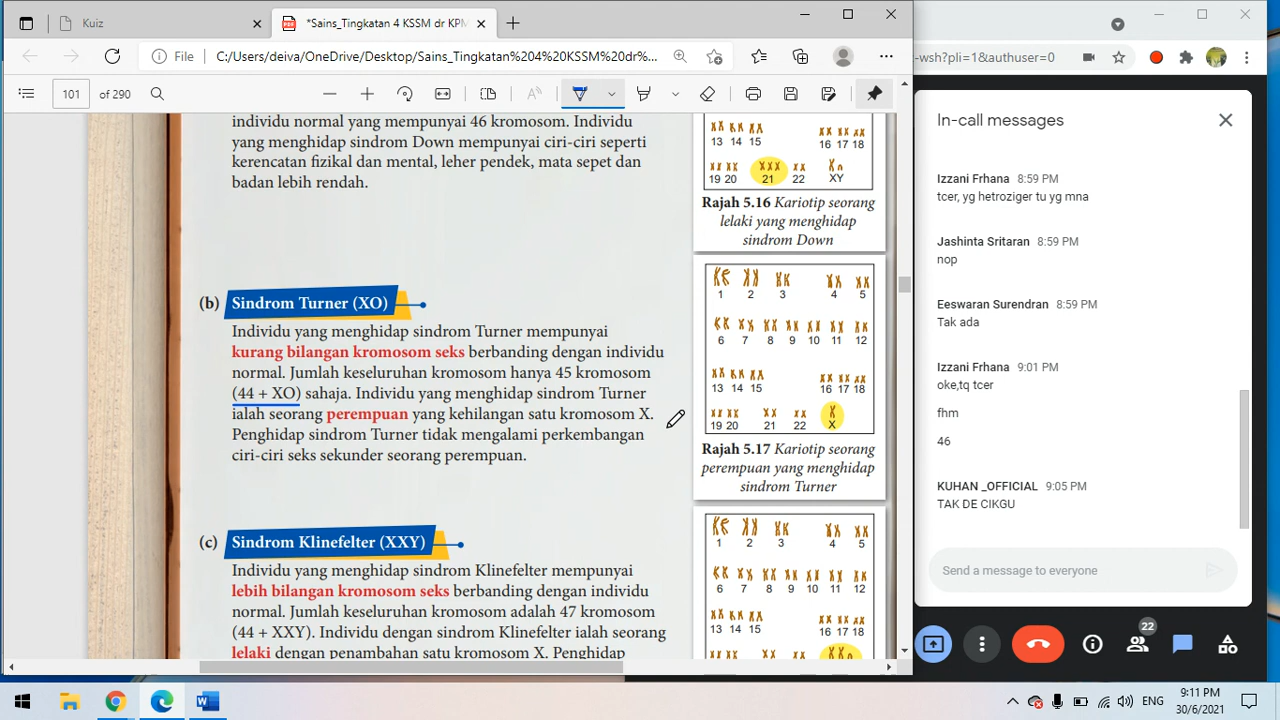 Kuiz
*Sains_Tingkatan 4 KSSM dr KPM
File
C:/Users/deiva/OneDrive/Desktop/Sains_Tingkatan%204%20KSSM%20dr%...
101 of 290
individu normal yang mempunyai 46 kromosom. Individu
yang menghidap sindrom Down mempunyai ciri-ciri seperti
kerencatan fizikal dan mental, leher pendek, mata sepet dan
badan lebih rendah.
13 14 15 16 17 18
19 20 21 22 XY
Rajah 5.16 Kariotip seorang
lelaki yang menghidap
sindrom Down
(b) Sindrom Turner (XO)
Individu yang menghidap sindrom Turner mempunyai
kurang bilangan kromosom seks berbanding dengan individu
normal. Jumlah keseluruhan kromosom hanya 45 kromosom
(44 + XO) sahaja. Individu yang menghidap sindrom Turner
ialah seorang perempuan yang kehilangan satu kromosom X.
Penghidap sindrom Turner tidak mengalami perkembangan
ciri-ciri seks sekunder seorang perempuan.
1 2 3 4 5
6 7 8 9 10 11 12
13 14 15 16 17 18
19 20 21 22 X
Rajah 5.17 Kariotip seorang
perempuan yang menghidap
sindrom Turner
(c) Sindrom Klinefelter (XXY)
Individu yang menghidap sindrom Klinefelter mempunyai
lebih bilangan kromosom seks berbanding dengan individu
normal. Jumlah keseluruhan kromosom adalah 47 kromosom
(44 + XXY). Individu dengan sindrom Klinefelter ialah seorang
lelaki dengan penambahan satu kromosom X. Penghidap
1 2 3 4 5
6 7 8 9 10 11 12
13 14 15 16 17 18
-wsh?pli=1&authuser=0
In-call messages
Izzani Frhana 8:59 PM
tcer, yg hetroziger tu yg mna
Jashinta Sritaran 8:59 PM
nop
Eeswaran Surendran 8:59 PM
Tak ada
Izzani Frhana 9:01 PM
oke,tq tcer
fhm
46
KUHAN _OFFICIAL 9:05 PM
TAK DE CIKGU
Send a message to everyone
22
ENG
9:11 PM
30/6/2021